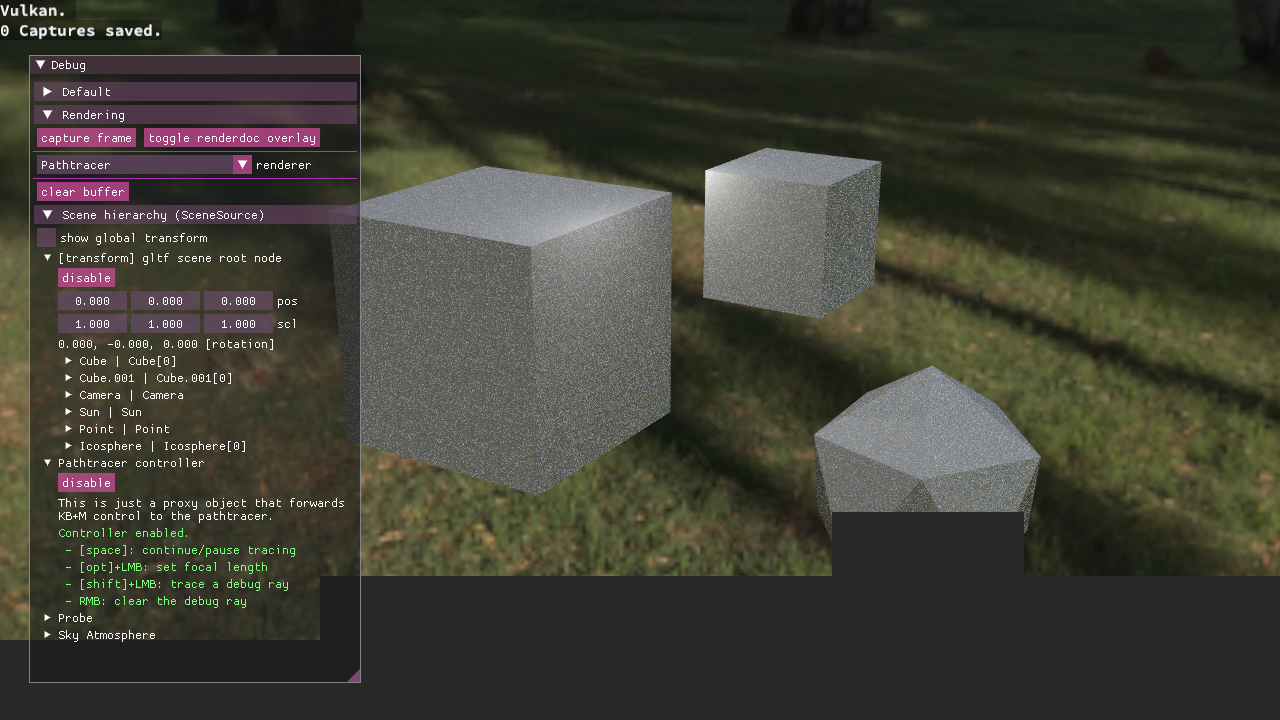 Vulkan.
0 Captures saved.
Debug
Default
Rendering
capture frame toggle renderdoc overlay
Pathtracer renderer
clear buffer
Scene hierarchy (SceneSource)
show global transform
[transform] gltf scene root node
disable
0.000 0.000 0.000 pos
1.000 1.000 1.000 scl
0.000, -0.000, 0.000 [rotation]
Cube | Cube[0]
Cube.001 | Cube.001[0]
Camera | Camera
Sun | Sun
Point | Point
Icosphere | Icosphere[0]
Pathtracer controller
disable
This is just a proxy object that forwards
KB+M control to the pathtracer.
Controller enabled.
- [space]: continue/pause tracing
- [opt]+LMB: set focal length
- [shift]+LMB: trace a debug ray
- RMB: clear the debug ray
Probe
Sky Atmosphere